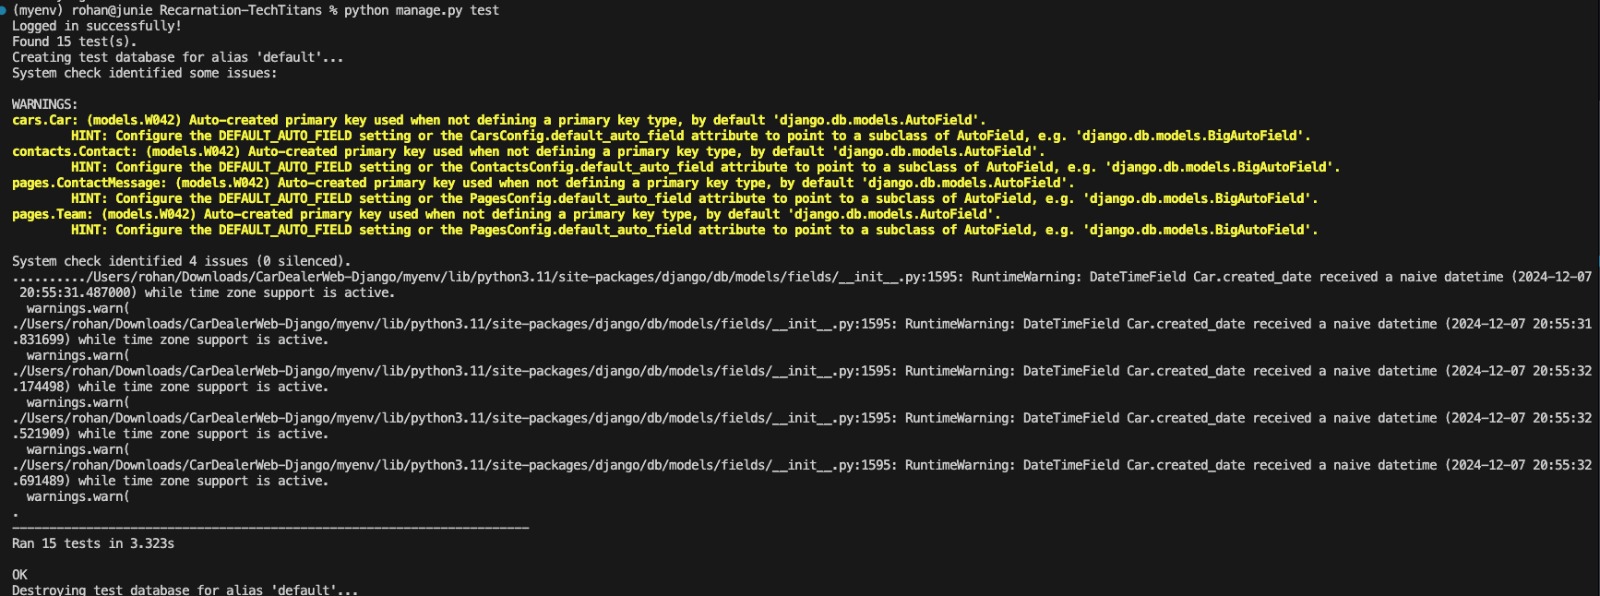 (myenv) rohan@junie Recarnation-TechTitans % python manage.py test
Logged in successfully!
Found 15 test(s).
Creating test database for alias 'default'...
System check identified some issues:
WARNINGS:
cars.Car: (models.W042) Auto-created primary key used when not defining a primary key type, by default 'django.db.models.AutoField'.
HINT: Configure the DEFAULT_AUTO_FIELD setting or the CarsConfig.default_auto_field attribute to point to a subclass of AutoField, e.g. 'django.db.models.BigAutoField'.
contacts.Contact: (models.W042) Auto-created primary key used when not defining a primary key type, by default 'django.db.models.AutoField'.
HINT: Configure the DEFAULT_AUTO_FIELD setting or the ContactsConfig.default_auto_field attribute to point to a subclass of AutoField, e.g. 'django.db.models.BigAutoField'.
pages.ContactMessage: (models.W042) Auto-created primary key used when not defining a primary key type, by default 'django.db.models.AutoField'.
HINT: Configure the DEFAULT_AUTO_FIELD setting or the PagesConfig.default_auto_field attribute to point to a subclass of AutoField, e.g. 'django.db.models.BigAutoField'.
pages.Team: (models.W042) Auto-created primary key used when not defining a primary key type, by default 'django.db.models.AutoField'.
HINT: Configure the DEFAULT_AUTO_FIELD setting or the PagesConfig.default_auto_field attribute to point to a subclass of AutoField, e.g. 'django.db.models.BigAutoField'.
System check identified 4 issues (0 silenced).
........../Users/rohan/Downloads/CarDealerWeb-Django/myenv/lib/python3.11/site-packages/django/db/models/fields/__init__.py:1595: RuntimeWarning: DateTimeField Car.created_date received a naive datetime (2024-12-07
20:55:31.487000) while time zone support is active.
warnings.warn(
./Users/rohan/Downloads/CarDealerWeb-Django/myenv/lib/python3.11/site-packages/django/db/models/fields/__init__.py:1595: RuntimeWarning: DateTimeField Car.created_date received a naive datetime (2024-12-07 20:55:31
.831699) while time zone support is active.
warnings.warn(
./Users/rohan/Downloads/CarDealerWeb-Django/myenv/lib/python3.11/site-packages/django/db/models/fields/__init__.py:1595: RuntimeWarning: DateTimeField Car.created_date received a naive datetime (2024-12-07 20:55:32
.174498) while time zone support is active.
warnings.warn(
./Users/rohan/Downloads/CarDealerWeb-Django/myenv/lib/python3.11/site-packages/django/db/models/fields/__init__.py:1595: RuntimeWarning: DateTimeField Car.created_date received a naive datetime (2024-12-07 20:55:32
.521909) while time zone support is active.
warnings.warn(
./Users/rohan/Downloads/CarDealerWeb-Django/myenv/lib/python3.11/site-packages/django/db/models/fields/__init__.py:1595: RuntimeWarning: DateTimeField Car.created_date received a naive datetime (2024-12-07 20:55:32
.691489) while time zone support is active.
warnings.warn(
.
----------------------------------------------------------------------
Ran 15 tests in 3.323s
OK
Destroying test database for alias 'default'...